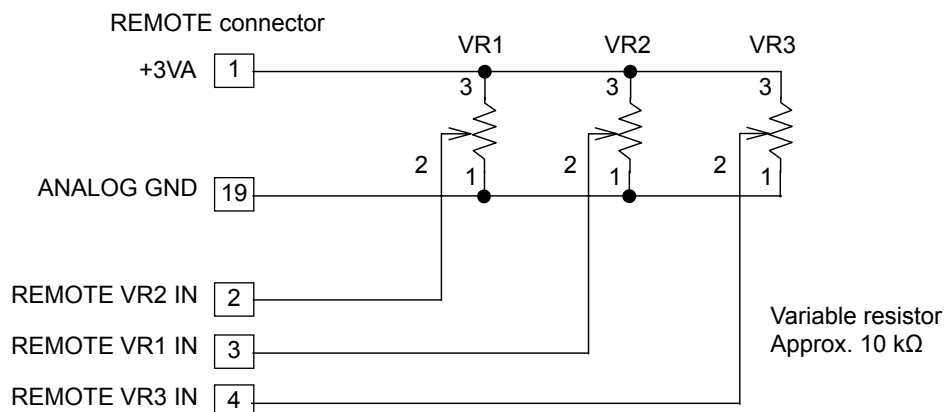 REMOTE connector
VR1 VR2 VR3
+3VA 1
3 3 3
2 2 2
1 1 1
ANALOG GND 19
REMOTE VR2 IN 2
REMOTE VR1 IN 3
Variable resistor
Approx. 10 kΩ
REMOTE VR3 IN 4